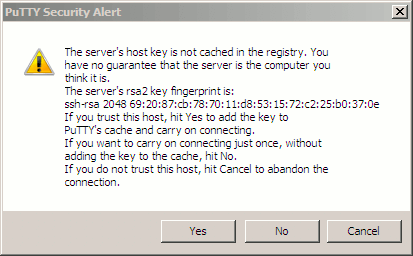 PuTTY Security Alert
The server's host key is not cached in the registry. You
have no guarantee that the server is the computer you
think it is.
The server's rsa2 key fingerprint is:
ssh-rsa 2048 69:20:87:cb:78:70:11:d8:53:15:72:c2:25:b0:37:0e
If you trust this host, hit Yes to add the key to
PuTTY's cache and carry on connecting.
If you want to carry on connecting just once, without
adding the key to the cache, hit No.
If you do not trust this host, hit Cancel to abandon the
connection.
Yes No Cancel